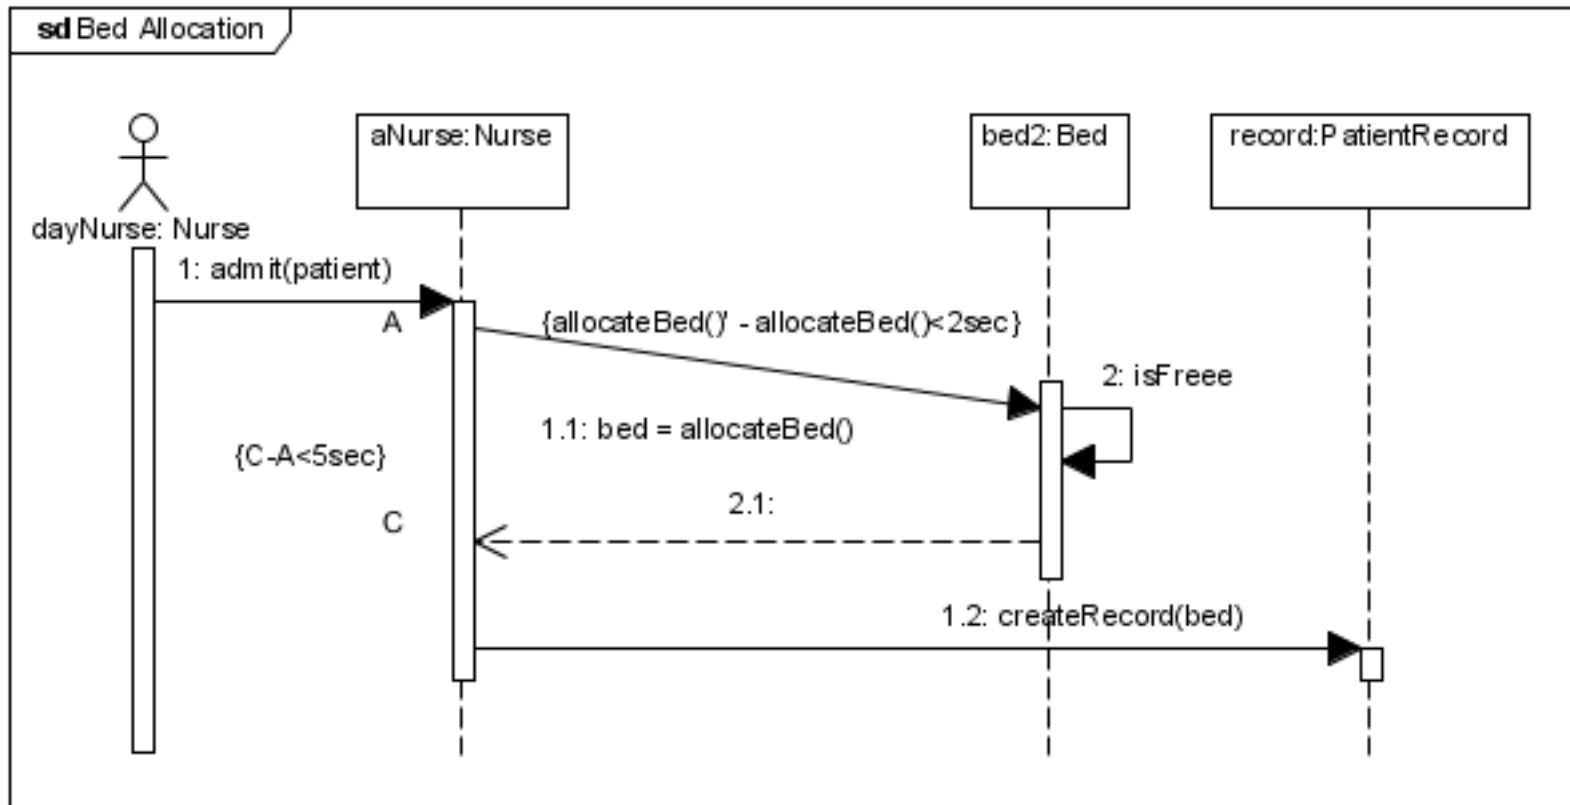 sd Bed Allocation
aNurse:Nurse
bed2:Bed
record:PatientRecord
dayNurse: Nurse
1: admit(patient)
A
{allocateBed()' - allocateBed()<2sec}
2: isFreee
1.1: bed = allocateBed()
{C-A<5sec}
2.1:
C
1.2: createRecord(bed)